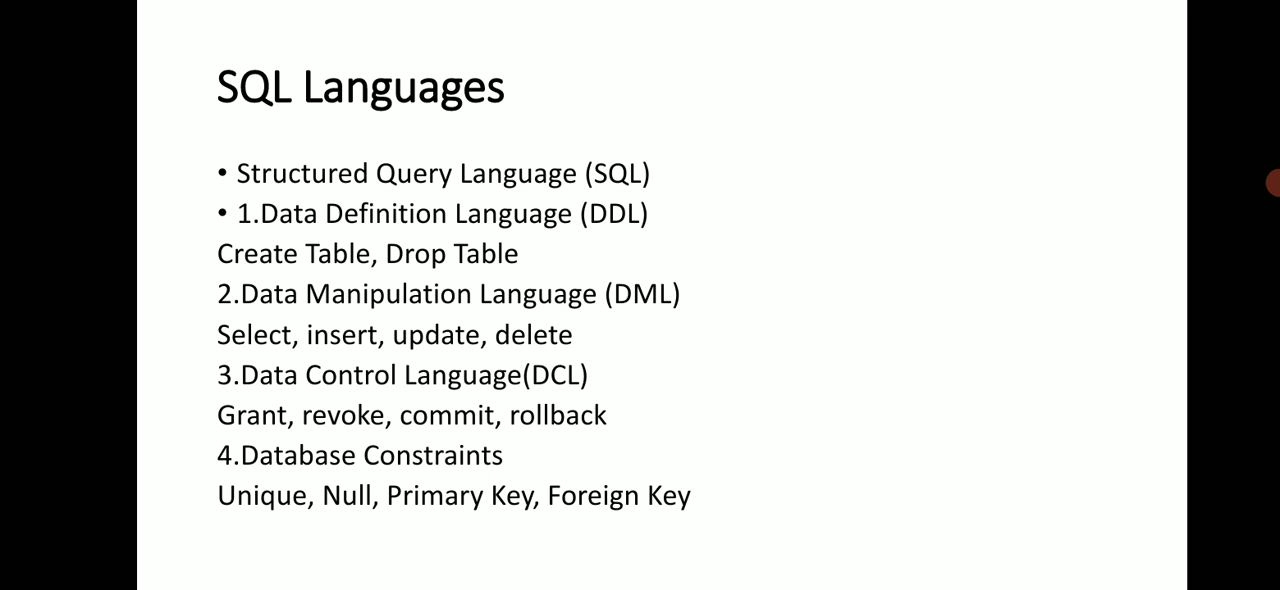 SQL Languages
• Structured Query Language (SQL)
• 1.Data Definition Language (DDL)
Create Table, Drop Table
2.Data Manipulation Language (DML)
Select, insert, update, delete
3.Data Control Language(DCL)
Grant, revoke, commit, rollback
4.Database Constraints
Unique, Null, Primary Key, Foreign Key